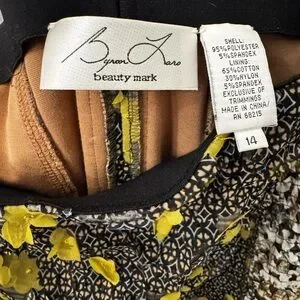 Byron Lars
beauty mark
SHELL:
95%POLYESTER
5%SPANDEX
LINING:
65%COTTON
30%NYLON
5%SPANDEX
EXCLUSIVE OF
TRIMMINGS
MADE IN CHINA/
RN 68215
14